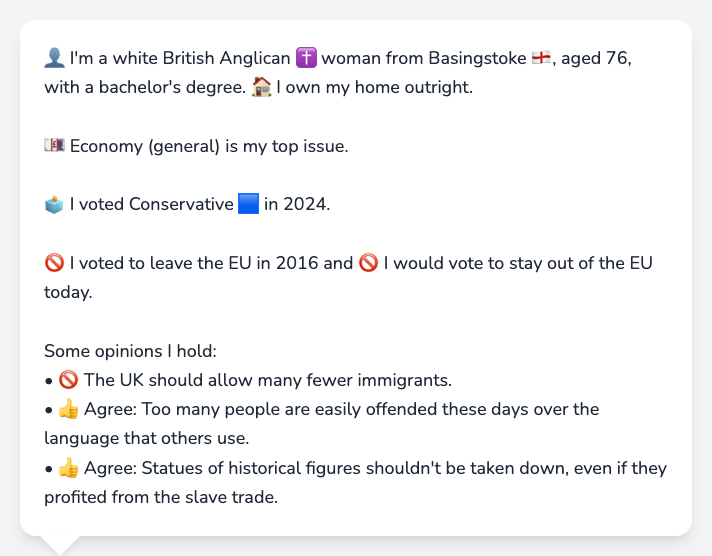 👤 I'm a white British Anglican ✝️ woman from Basingstoke 🏴󠁧󠁢󠁥󠁮󠁧󠁿, aged 76,
with a bachelor's degree. 🏠 I own my home outright.
💷 Economy (general) is my top issue.
🗳️ I voted Conservative 🟦 in 2024.
🚫 I voted to leave the EU in 2016 and 🚫 I would vote to stay out of the EU
today.
Some opinions I hold:
• 🚫 The UK should allow many fewer immigrants.
• 👍 Agree: Too many people are easily offended these days over the
language that others use.
• 👍 Agree: Statues of historical figures shouldn't be taken down, even if they
profited from the slave trade.